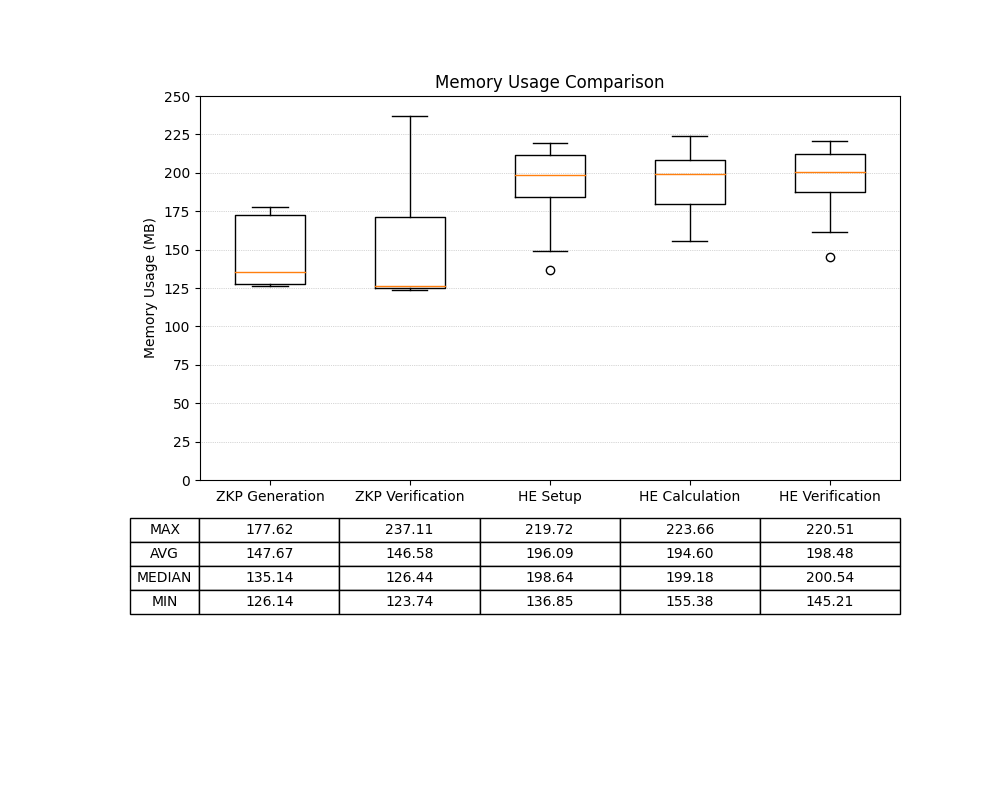 Memory Usage Comparison
Memory Usage (MB)
250
225
200
175
150
125
100
75
50
25
0
ZKP Generation ZKP Verification HE Setup HE Calculation HE Verification
MAX 177.62 237.11 219.72 223.66 220.51
AVG 147.67 146.58 196.09 194.60 198.48
MEDIAN 135.14 126.44 198.64 199.18 200.54
MIN 126.14 123.74 136.85 155.38 145.21